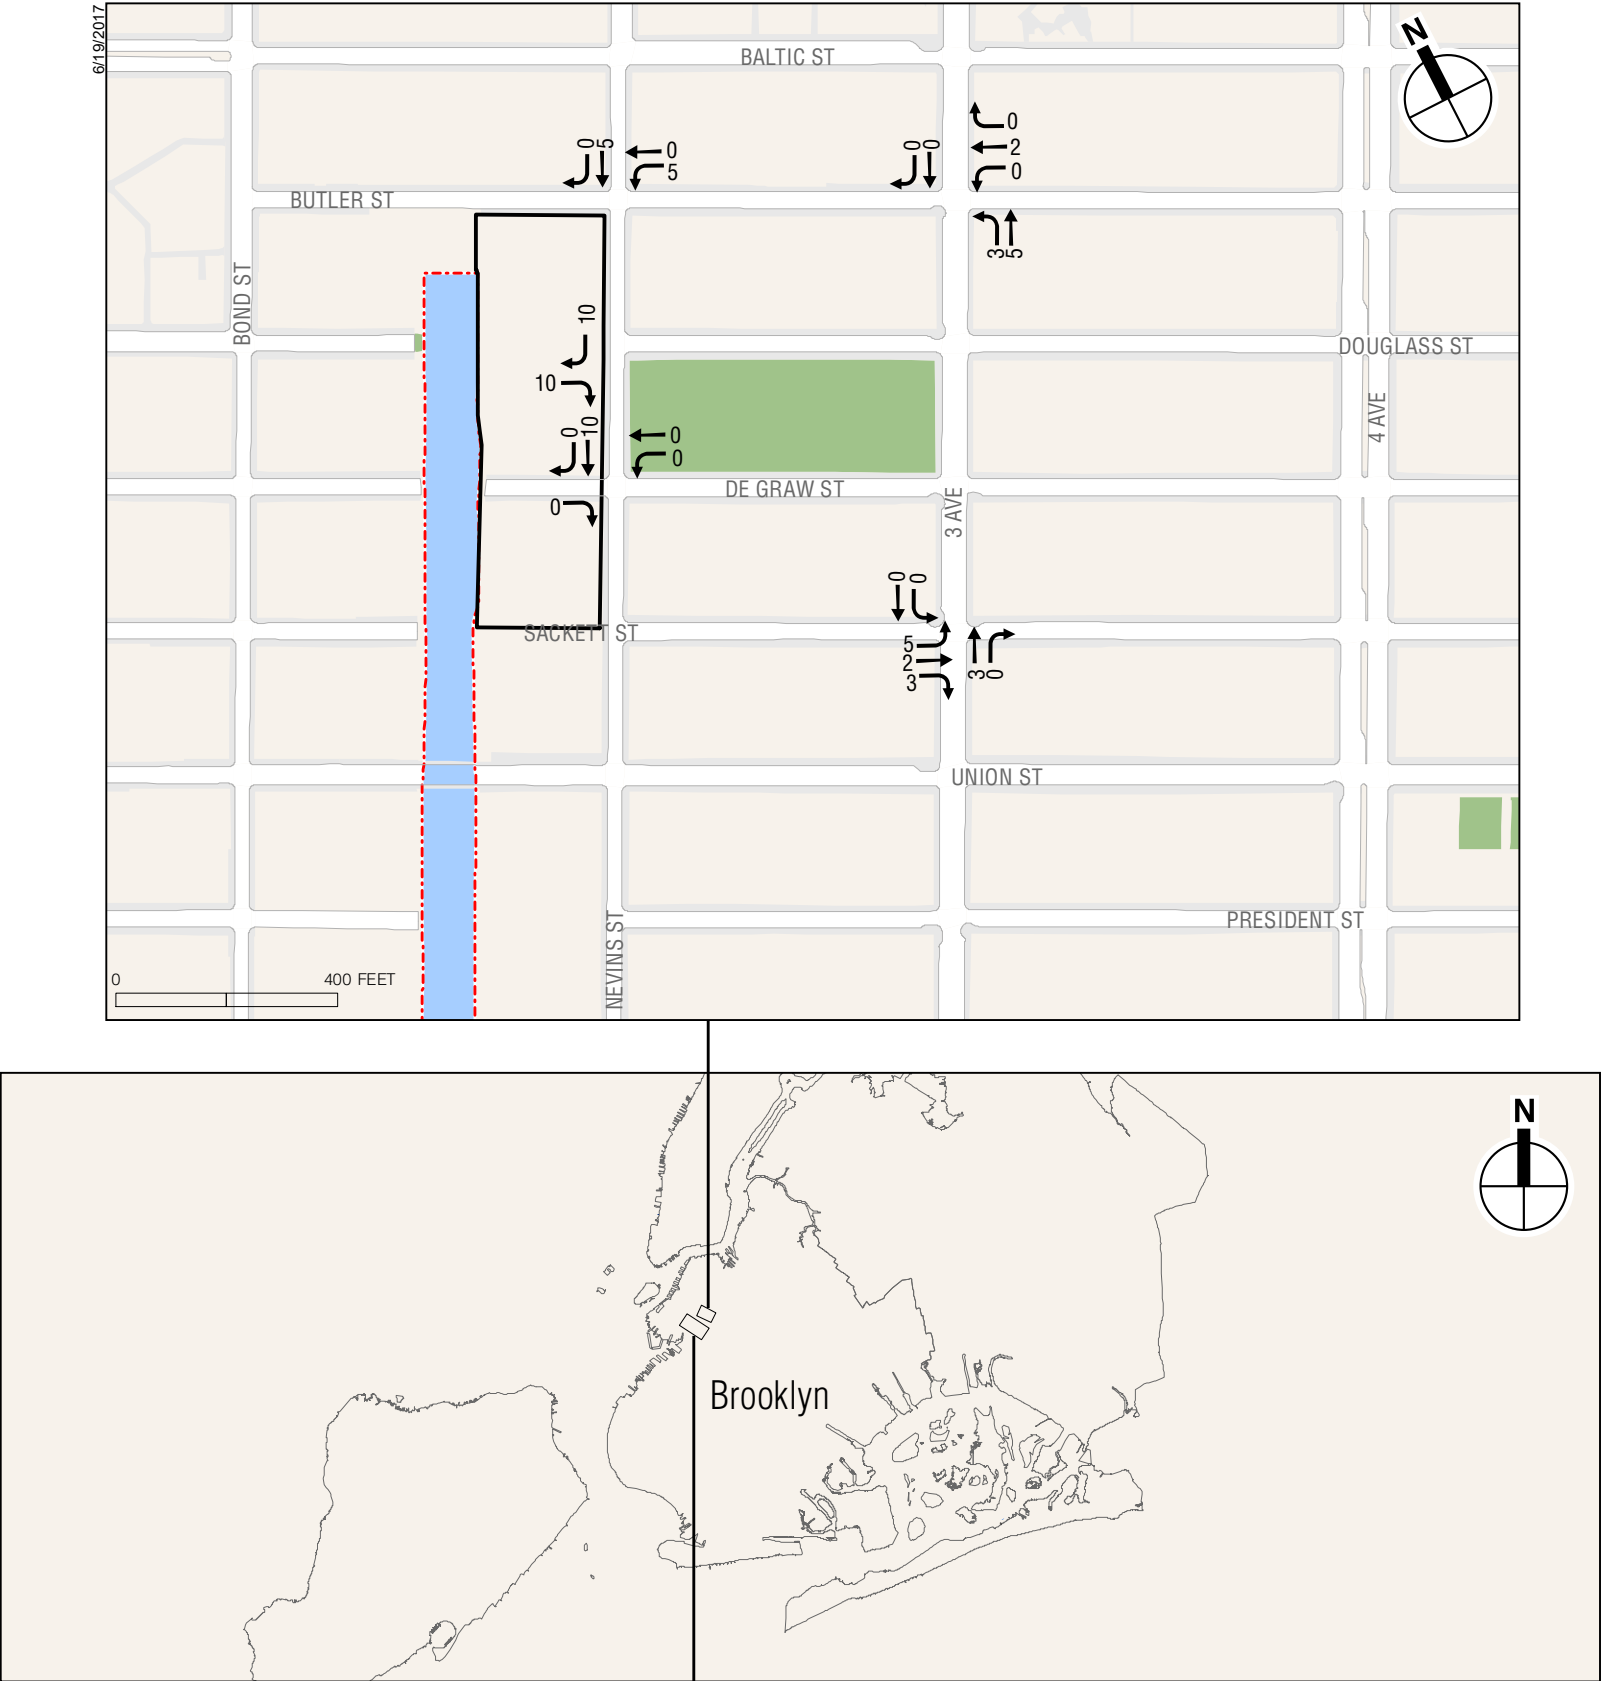 6/19/2017
BALTIC ST
N
0
0
5
0
5
0
0
2
0
BUTLER ST
3
5
BOND ST
10
10
DOUGLASS ST
4 AVE
0
10
0
0
0
DE GRAW ST
3 AVE
0
0
SACKETT ST
5
2
3
3
0
UNION ST
PRESIDENT ST
NEVINS ST
0
400 FEET
N
Brooklyn